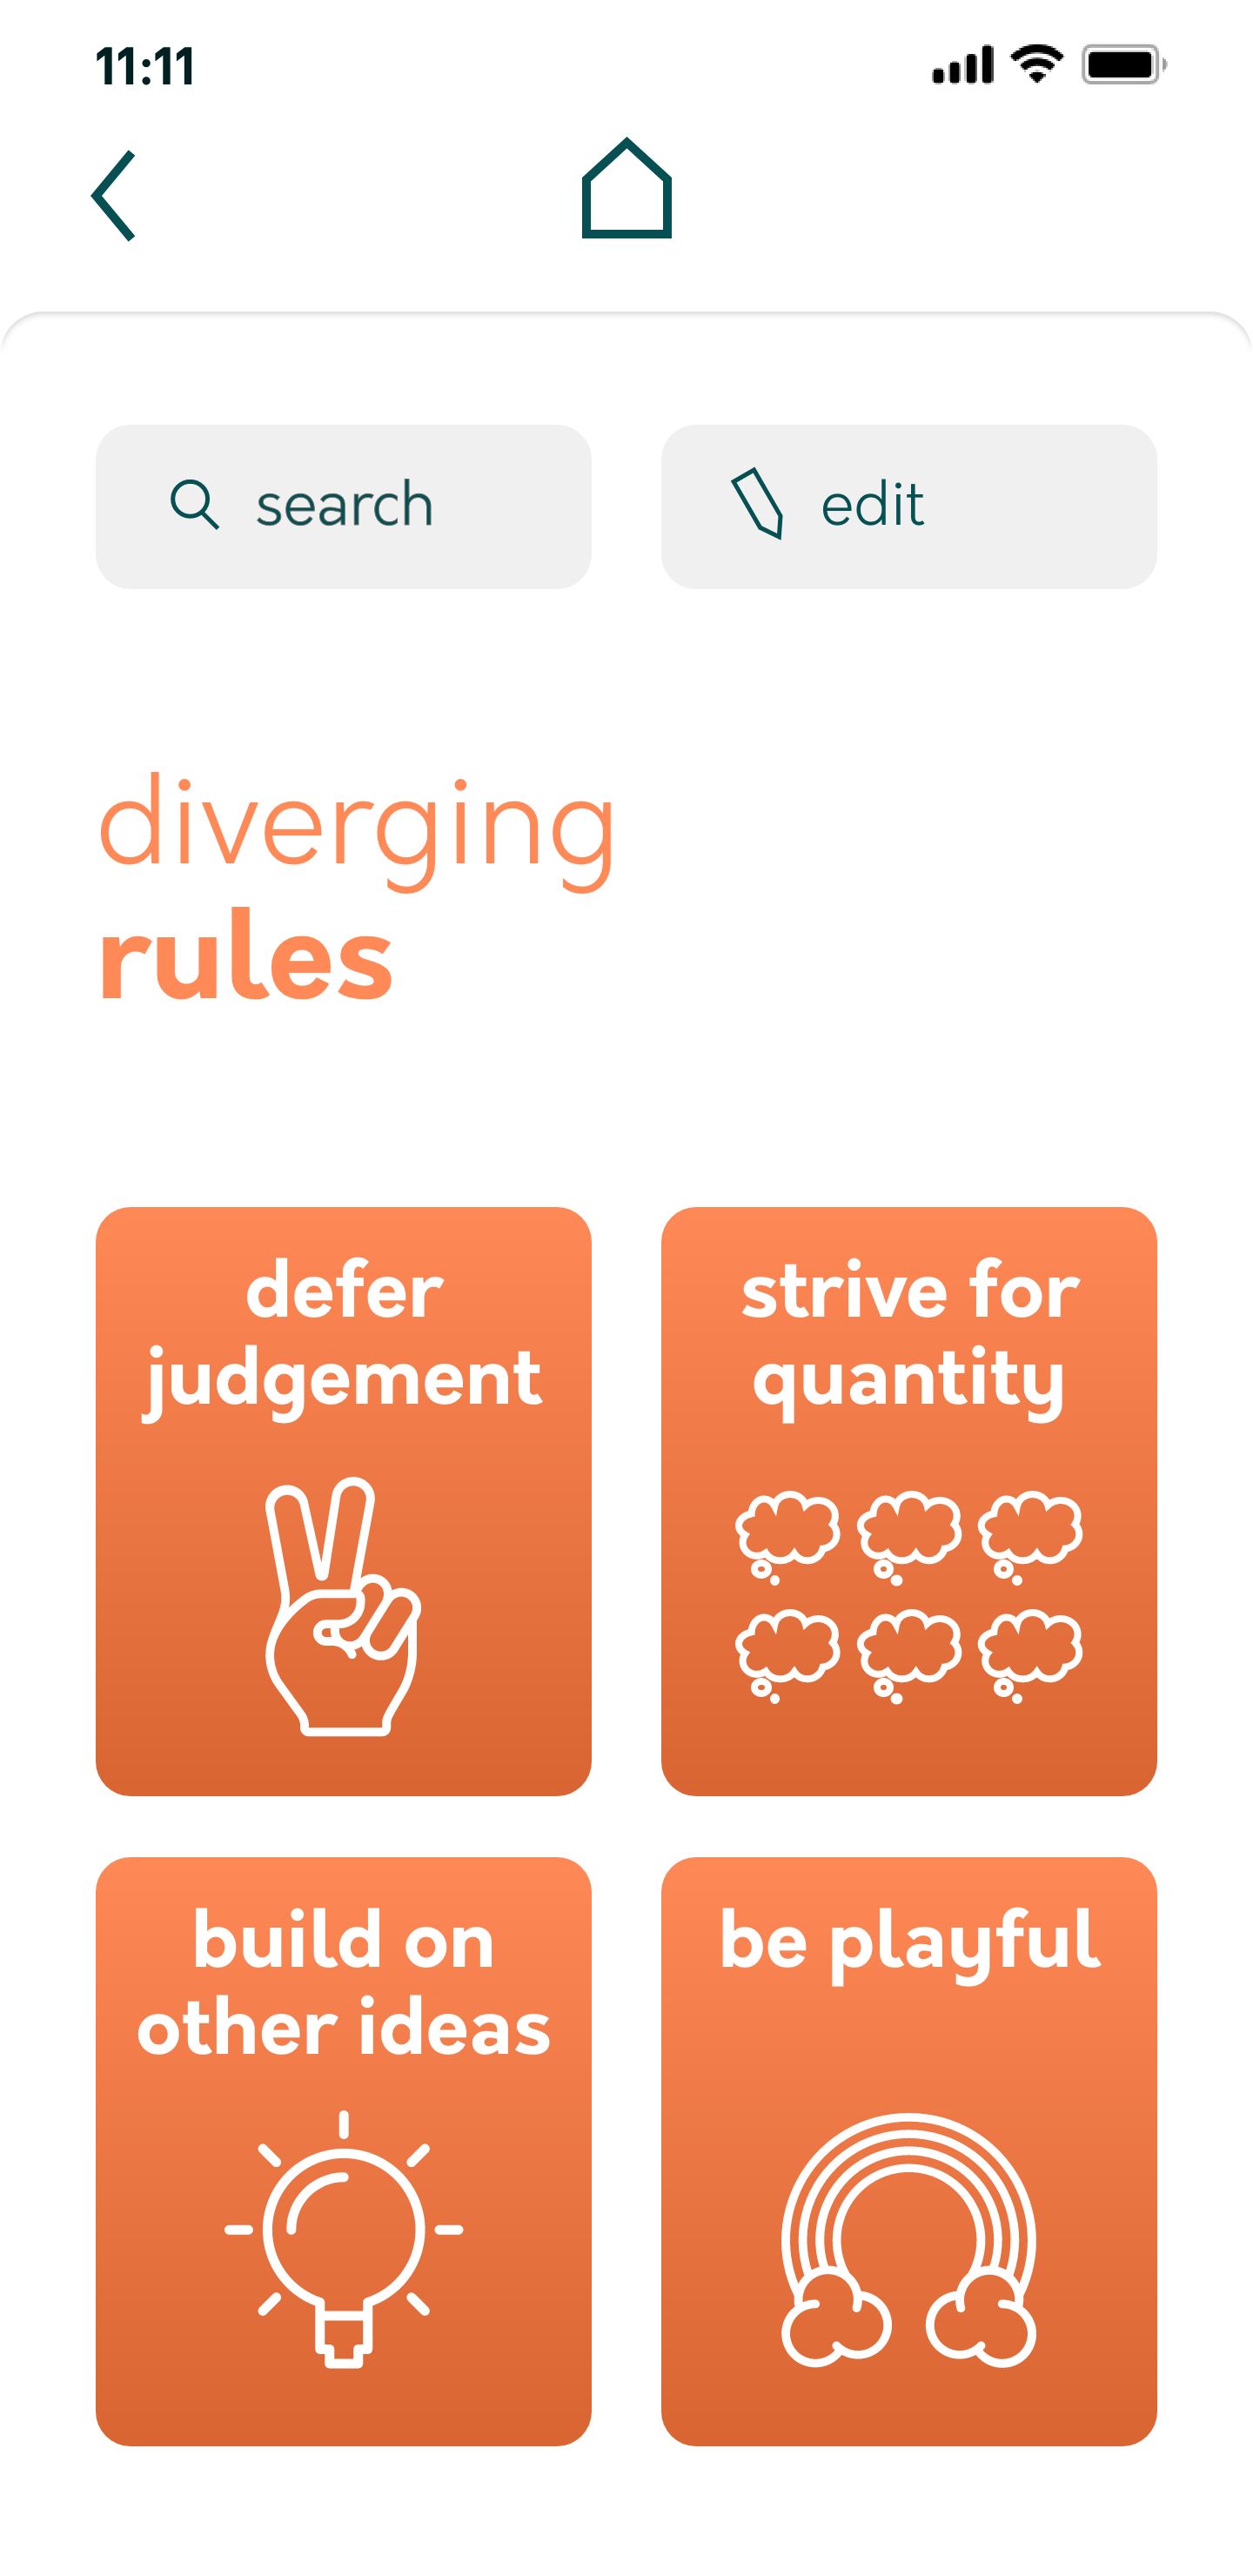 11:11
search
edit
diverging
rules
defer
judgement
strive for
quantity
build on
other ideas
be playful